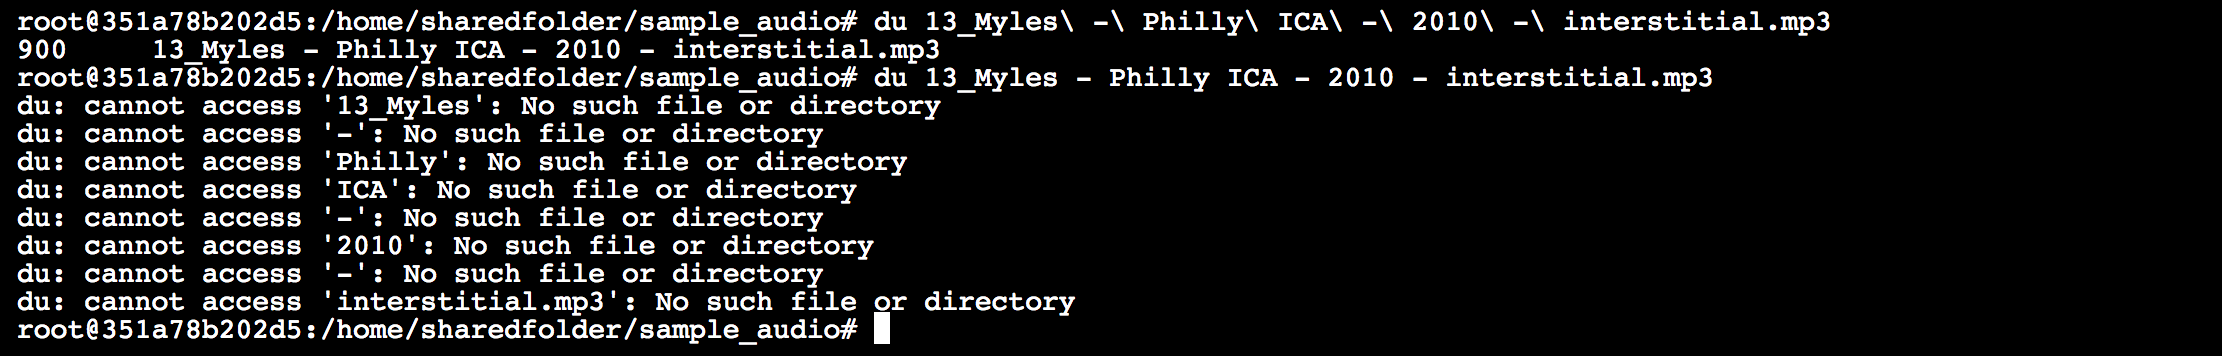 root@351a78b202d5:/home/sharedfolder/sample_audio# du 13_Myles\ -\ Philly\ ICA\ -\ 2010\ -\ interstitial.mp3
900     13_Myles - Philly ICA - 2010 - interstitial.mp3
root@351a78b202d5:/home/sharedfolder/sample_audio# du 13_Myles - Philly ICA - 2010 - interstitial.mp3
du: cannot access '13_Myles': No such file or directory
du: cannot access '-': No such file or directory
du: cannot access 'Philly': No such file or directory
du: cannot access 'ICA': No such file or directory
du: cannot access '-': No such file or directory
du: cannot access '2010': No such file or directory
du: cannot access '-': No such file or directory
du: cannot access 'interstitial.mp3': No such file or directory
root@351a78b202d5:/home/sharedfolder/sample_audio#